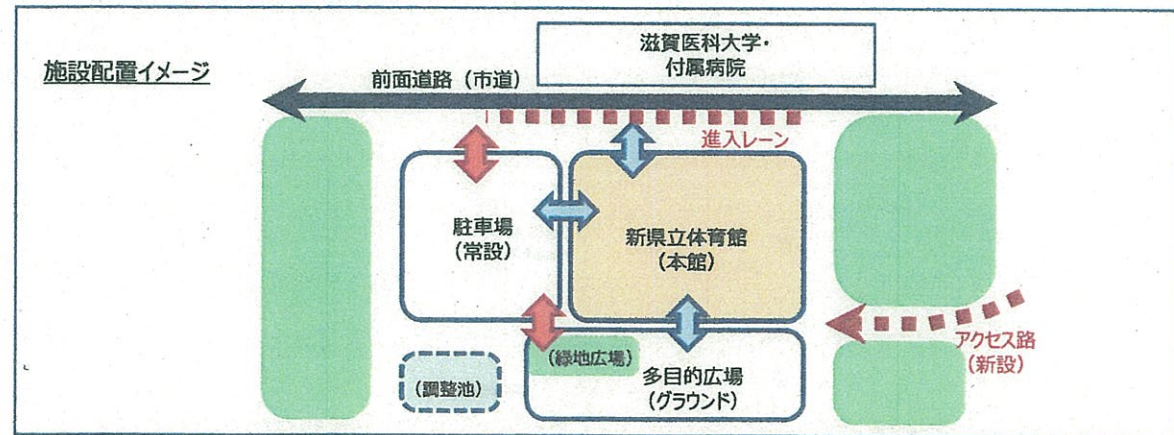 滋賀医科大学・
付属病院
施設配置イメージ
前面道路（市道）
進入レーン
駐車場
（常設）
新県立体育館
（本館）
アクセス路
（新設）
（緑地広場）
（調整池）
多目的広場
（グラウンド）